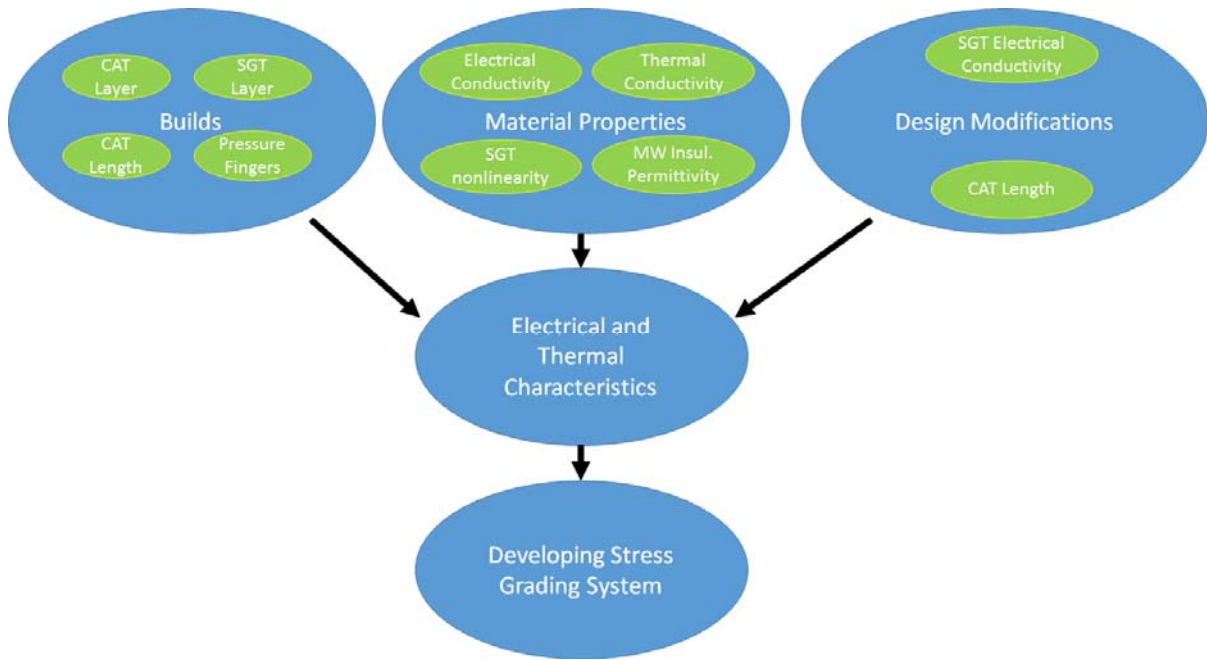 CAT
Layer
SGT
Layer
Builds
CAT
Length
Pressure
Fingers
Electrical
Conductivity
Thermal
Conductivity
Material Properties
SGT
nonlinearity
MW Insul.
Permittivity
SGT Electrical
Conductivity
Design Modifications
CAT Length
Electrical and
Thermal
Characteristics
Developing Stress
Grading System